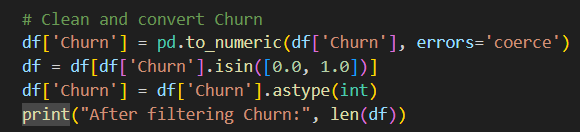 # Clean and convert Churn
df['Churn'] = pd.to_numeric(df['Churn'], errors='coerce')
df = df[df['Churn'].isin([0.0, 1.0])]
df['Churn'] = df['Churn'].astype(int)
print("After filtering Churn:", len(df))